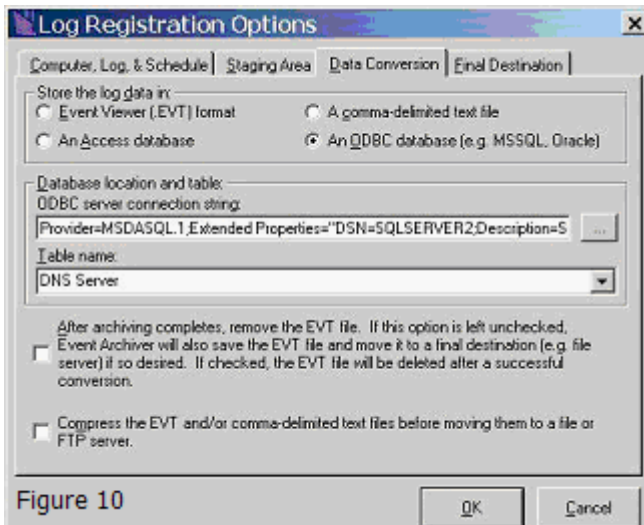 Log Registration Options
Computer, Log, & Schedule
Staging Area
Data Conversion
Final Destination
Store the log data in:
Event Viewer (.EVT) format
A comma-delimited text file
An Access database
An ODBC database (e.g. MSSQL, Oracle)
Database location and table:
ODBC server connection string:
Provider=MSDASQL.1;Extended Properties="DSN=SQLSERVER2;Description=S
...
Table name:
DNS Server
After archiving completes, remove the EVT file. If this option is left unchecked,
Event Archiver will also save the EVT file and move it to a final destination (e.g. file
server) if so desired. If checked, the EVT file will be deleted after a successful
conversion.
Compress the EVT and/or comma-delimited text files before moving them to a file or
FTP server.
Figure 10
OK
Cancel